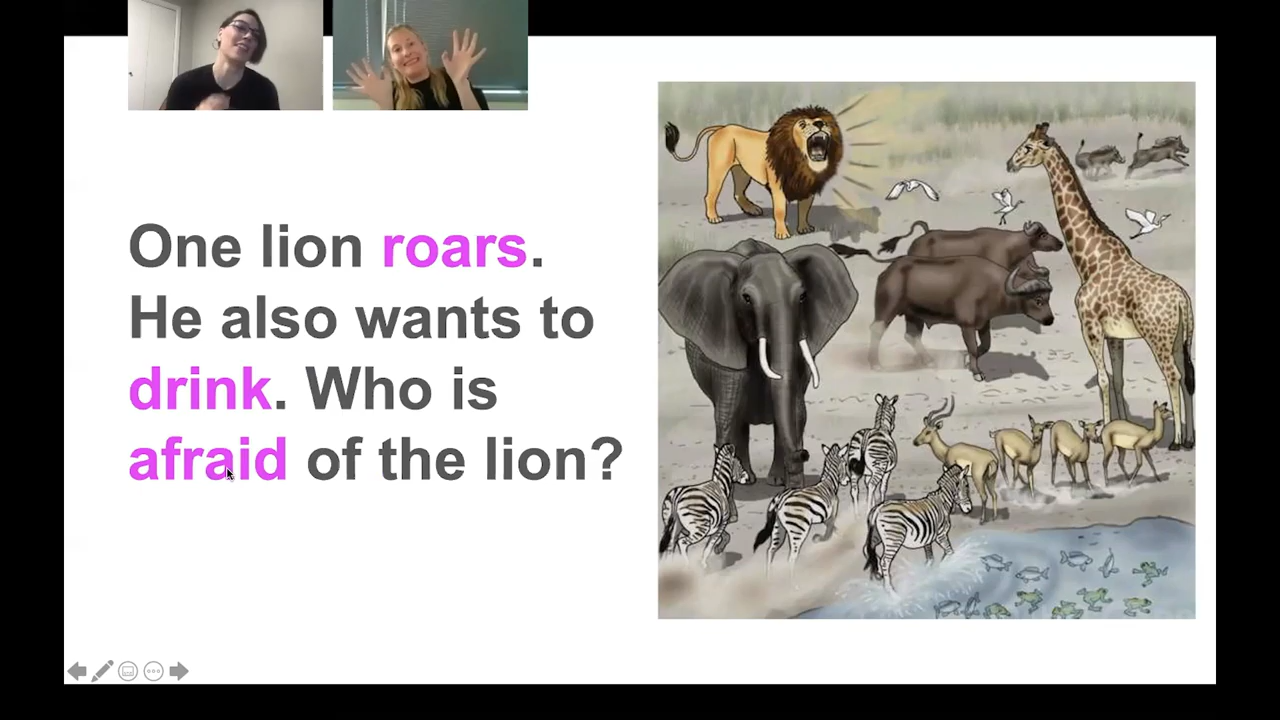 One lion roars.
He also wants to
drink. Who is
afraid of the lion?